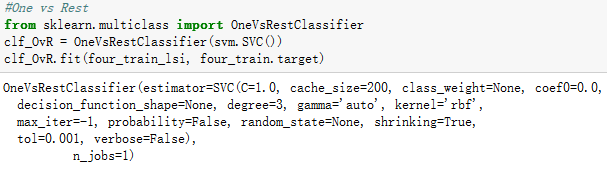 #One vs Rest
from sklearn.multiclass import OneVsRestClassifier
clf_OvR = OneVsRestClassifier(svm.SVC())
clf_OvR.fit(four_train_lsi, four_train.target)
OneVsRestClassifier(estimator=SVC(C=1.0, cache_size=200, class_weight=None, coef0=0.0,
  decision_function_shape=None, degree=3, gamma='auto', kernel='rbf',
  max_iter=-1, probability=False, random_state=None, shrinking=True,
  tol=0.001, verbose=False),
          n_jobs=1)